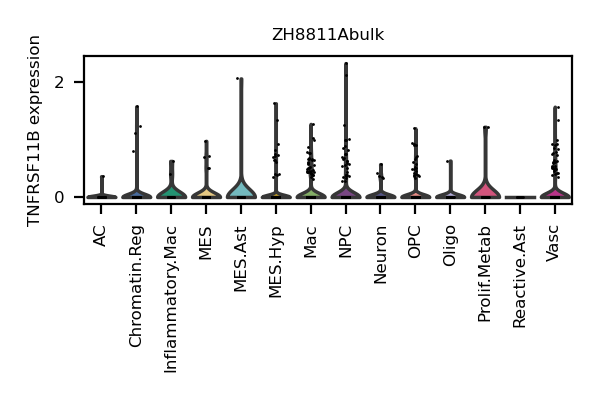 ZH8811Abulk
TNFRSF11B expression
2
0
AC
Chromatin.Reg
Inflammatory.Mac
MES
MES.Ast
MES.Hyp
Mac
NPC
Neuron
OPC
Oligo
Prolif.Metab
Reactive.Ast
Vasc